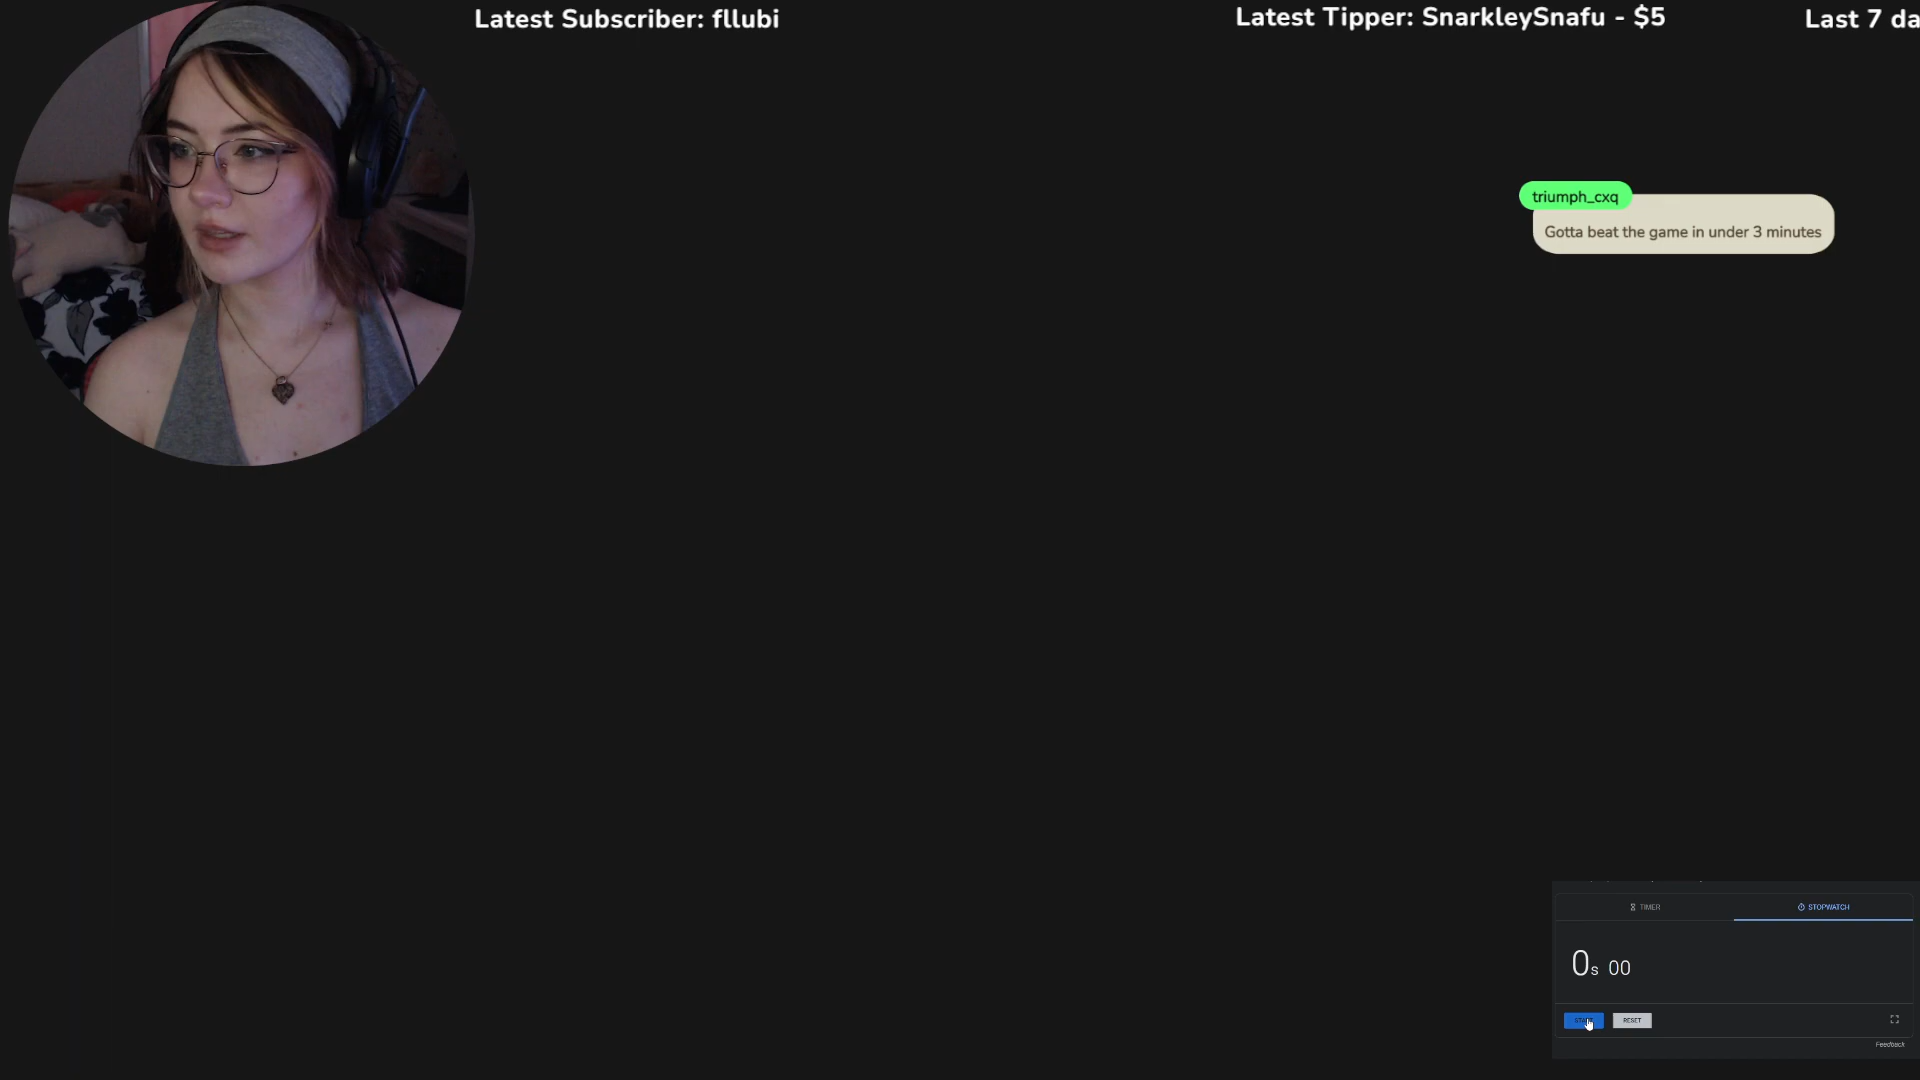 Latest Subscriber: fllubi
Latest Tipper: SnarkleySnafu - $5
Last 7 da
triumph_cxq
Gotta beat the game in under 3 minutes
TIMER
STOPWATCH
0s 00
RESET
Feedback